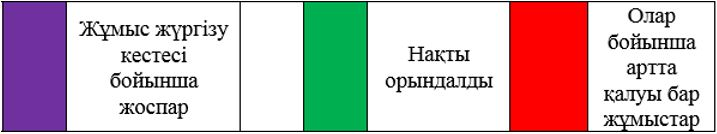 Жұмыс жүргізу
кестесі
бойынша
жоспар
Нақты
орындалды
Олар
бойынша
артта
қалуы бар
жұмыстар